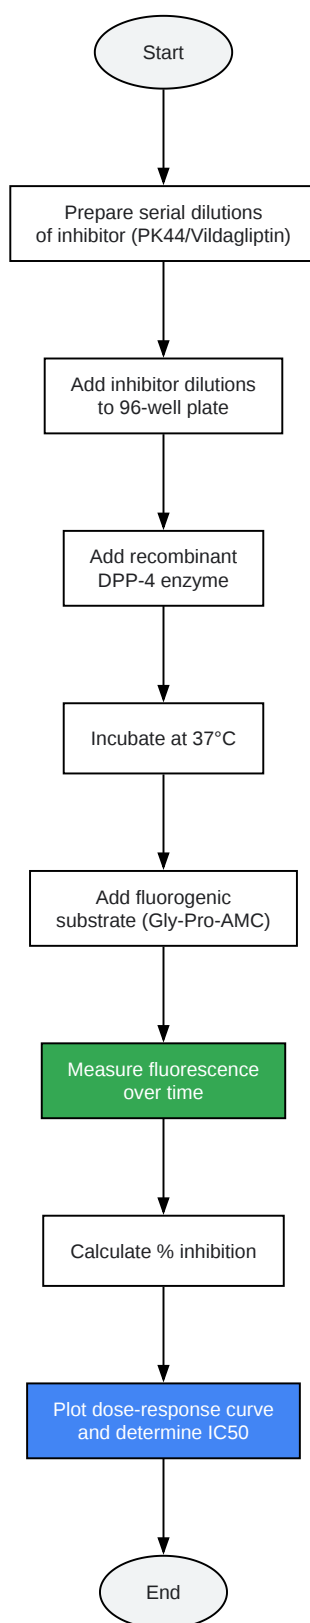 Start
Prepare serial dilutions
of inhibitor (PK44/Vildagliptin)
Add inhibitor dilutions
to 96-well plate
Add recombinant
DPP-4 enzyme
Incubate at 37°C
Add fluorogenic
substrate (Gly-Pro-AMC)
Measure fluorescence
over time
Calculate % inhibition
Plot dose-response curve
and determine IC50
End